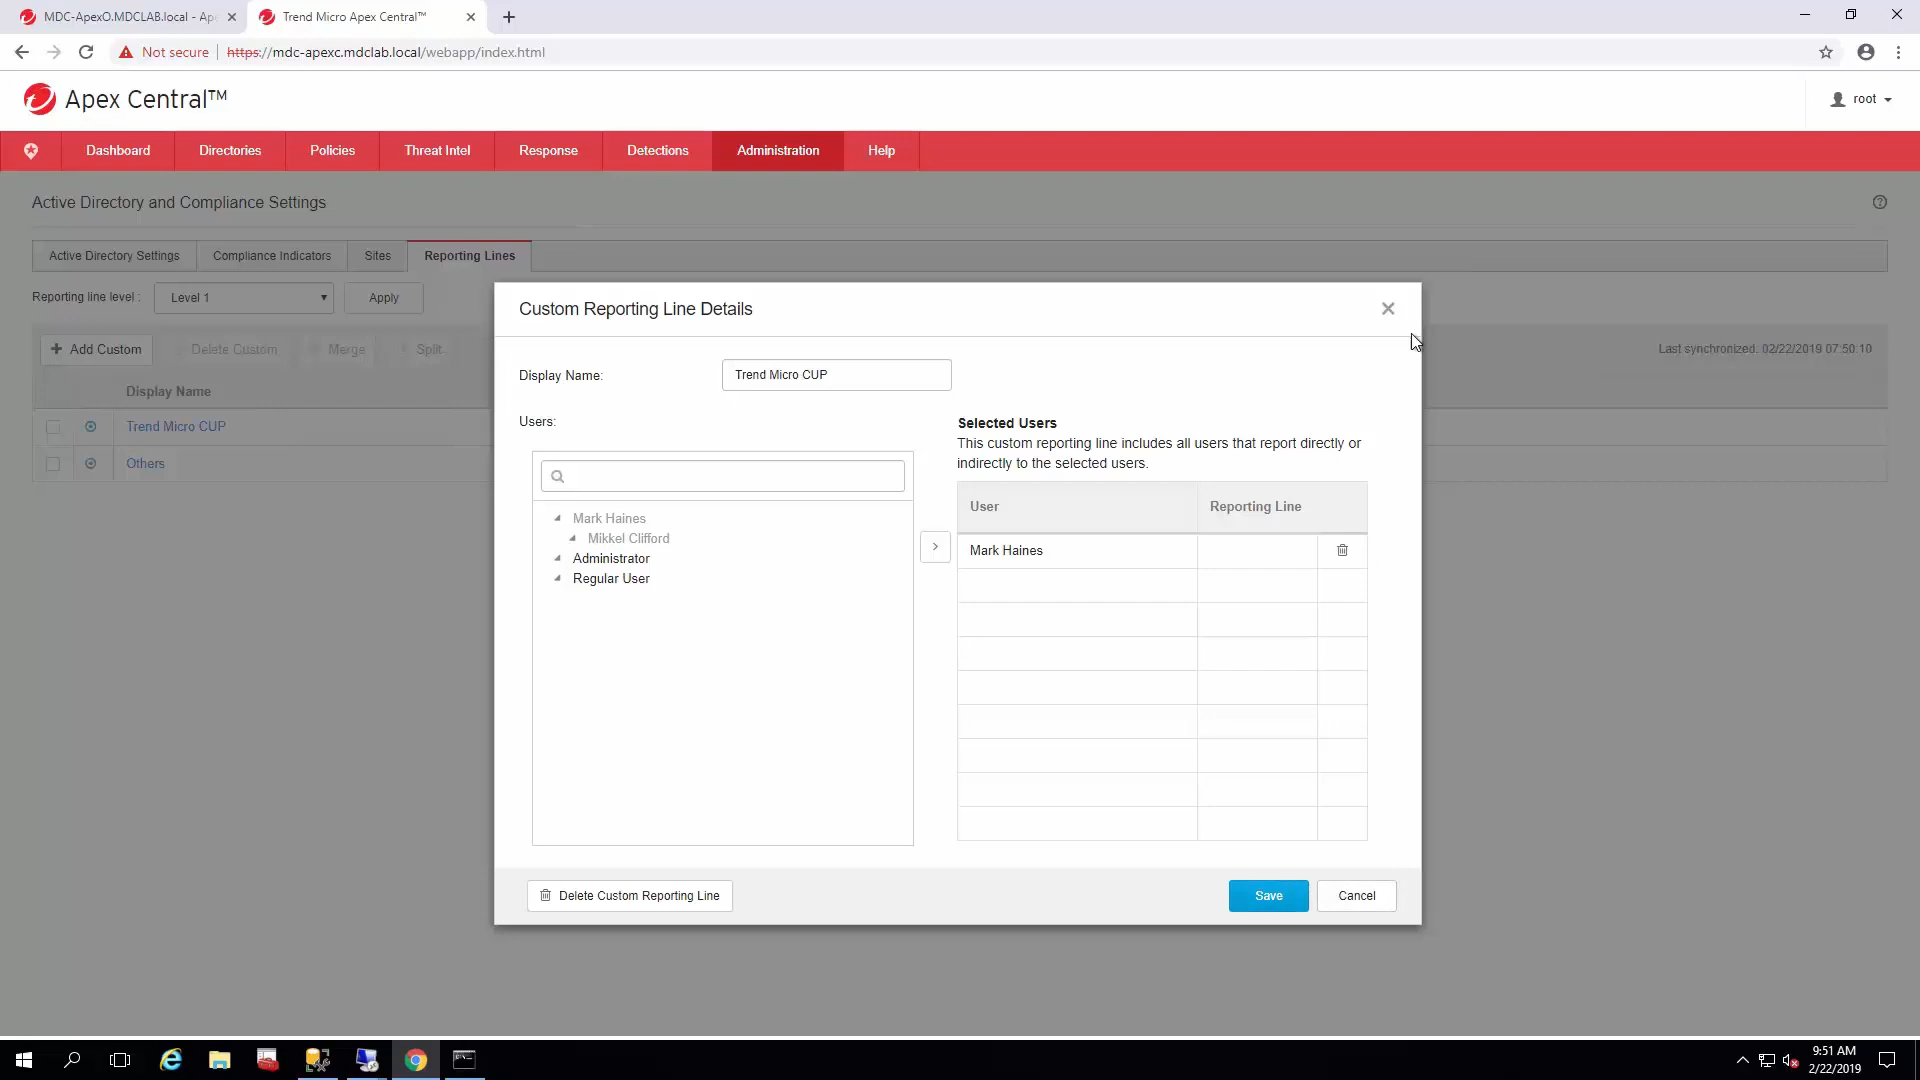 MDC-ApexO.MDCLAB.local - Ape
Trend Micro Apex Central™
Not secure
https://mdc-apexc.mdclab.local/webapp/index.html
Apex Central™
root
Dashboard
Directories
Policies
Threat Intel
Response
Detections
Administration
Help
Active Directory and Compliance Settings
Active Directory Settings
Compliance Indicators
Sites
Reporting Lines
Reporting line level :
Level 1
Apply
Add Custom
Delete Custom
Merge
Split
Last synchronized: 02/22/2019 07:50:10
Display Name
Trend Micro CUP
Others
Custom Reporting Line Details
Display Name:
Trend Micro CUP
Users:
Mark Haines
Mikkel Clifford
Administrator
Regular User
Selected Users
This custom reporting line includes all users that report directly or
indirectly to the selected users.
User
Reporting Line
Mark Haines
Delete Custom Reporting Line
Save
Cancel
9:51 AM
2/22/2019